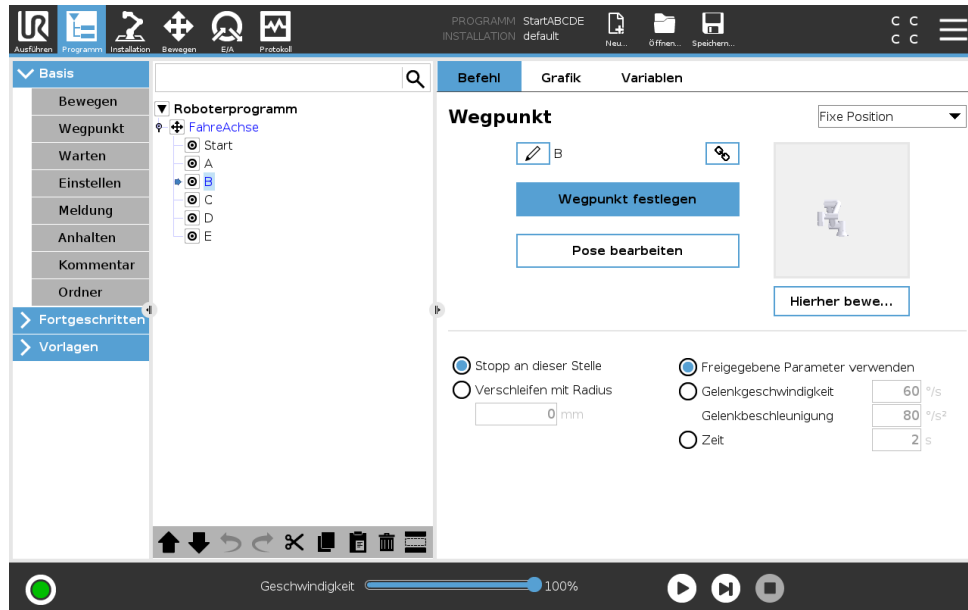 PROGRAMM StartABCDE
INSTALLATION default
C C
C C
Ausführen Programm Installation Bewegen E/A Protokoll Neu... Öffnen... Speichern...
Basis
Bewegen
Wegpunkt
Warten
Einstellen
Meldung
Anhalten
Kommentar
Ordner
Fortgeschritten
Vorlagen
Roboterprogramm
FahreAchse
Start
A
B
C
D
E
Befehl Grafik Variablen
Wegpunkt
Fixe Position
B
Wegpunkt festlegen
Pose bearbeiten
Hierher bewe...
Stopp an dieser Stelle
Verschleifen mit Radius
0 mm
Freigegebene Parameter verwenden
Gelenkgeschwindigkeit 60 °/s
Gelenkbeschleunigung 80 °/s²
Zeit 2 s
Geschwindigkeit 100%